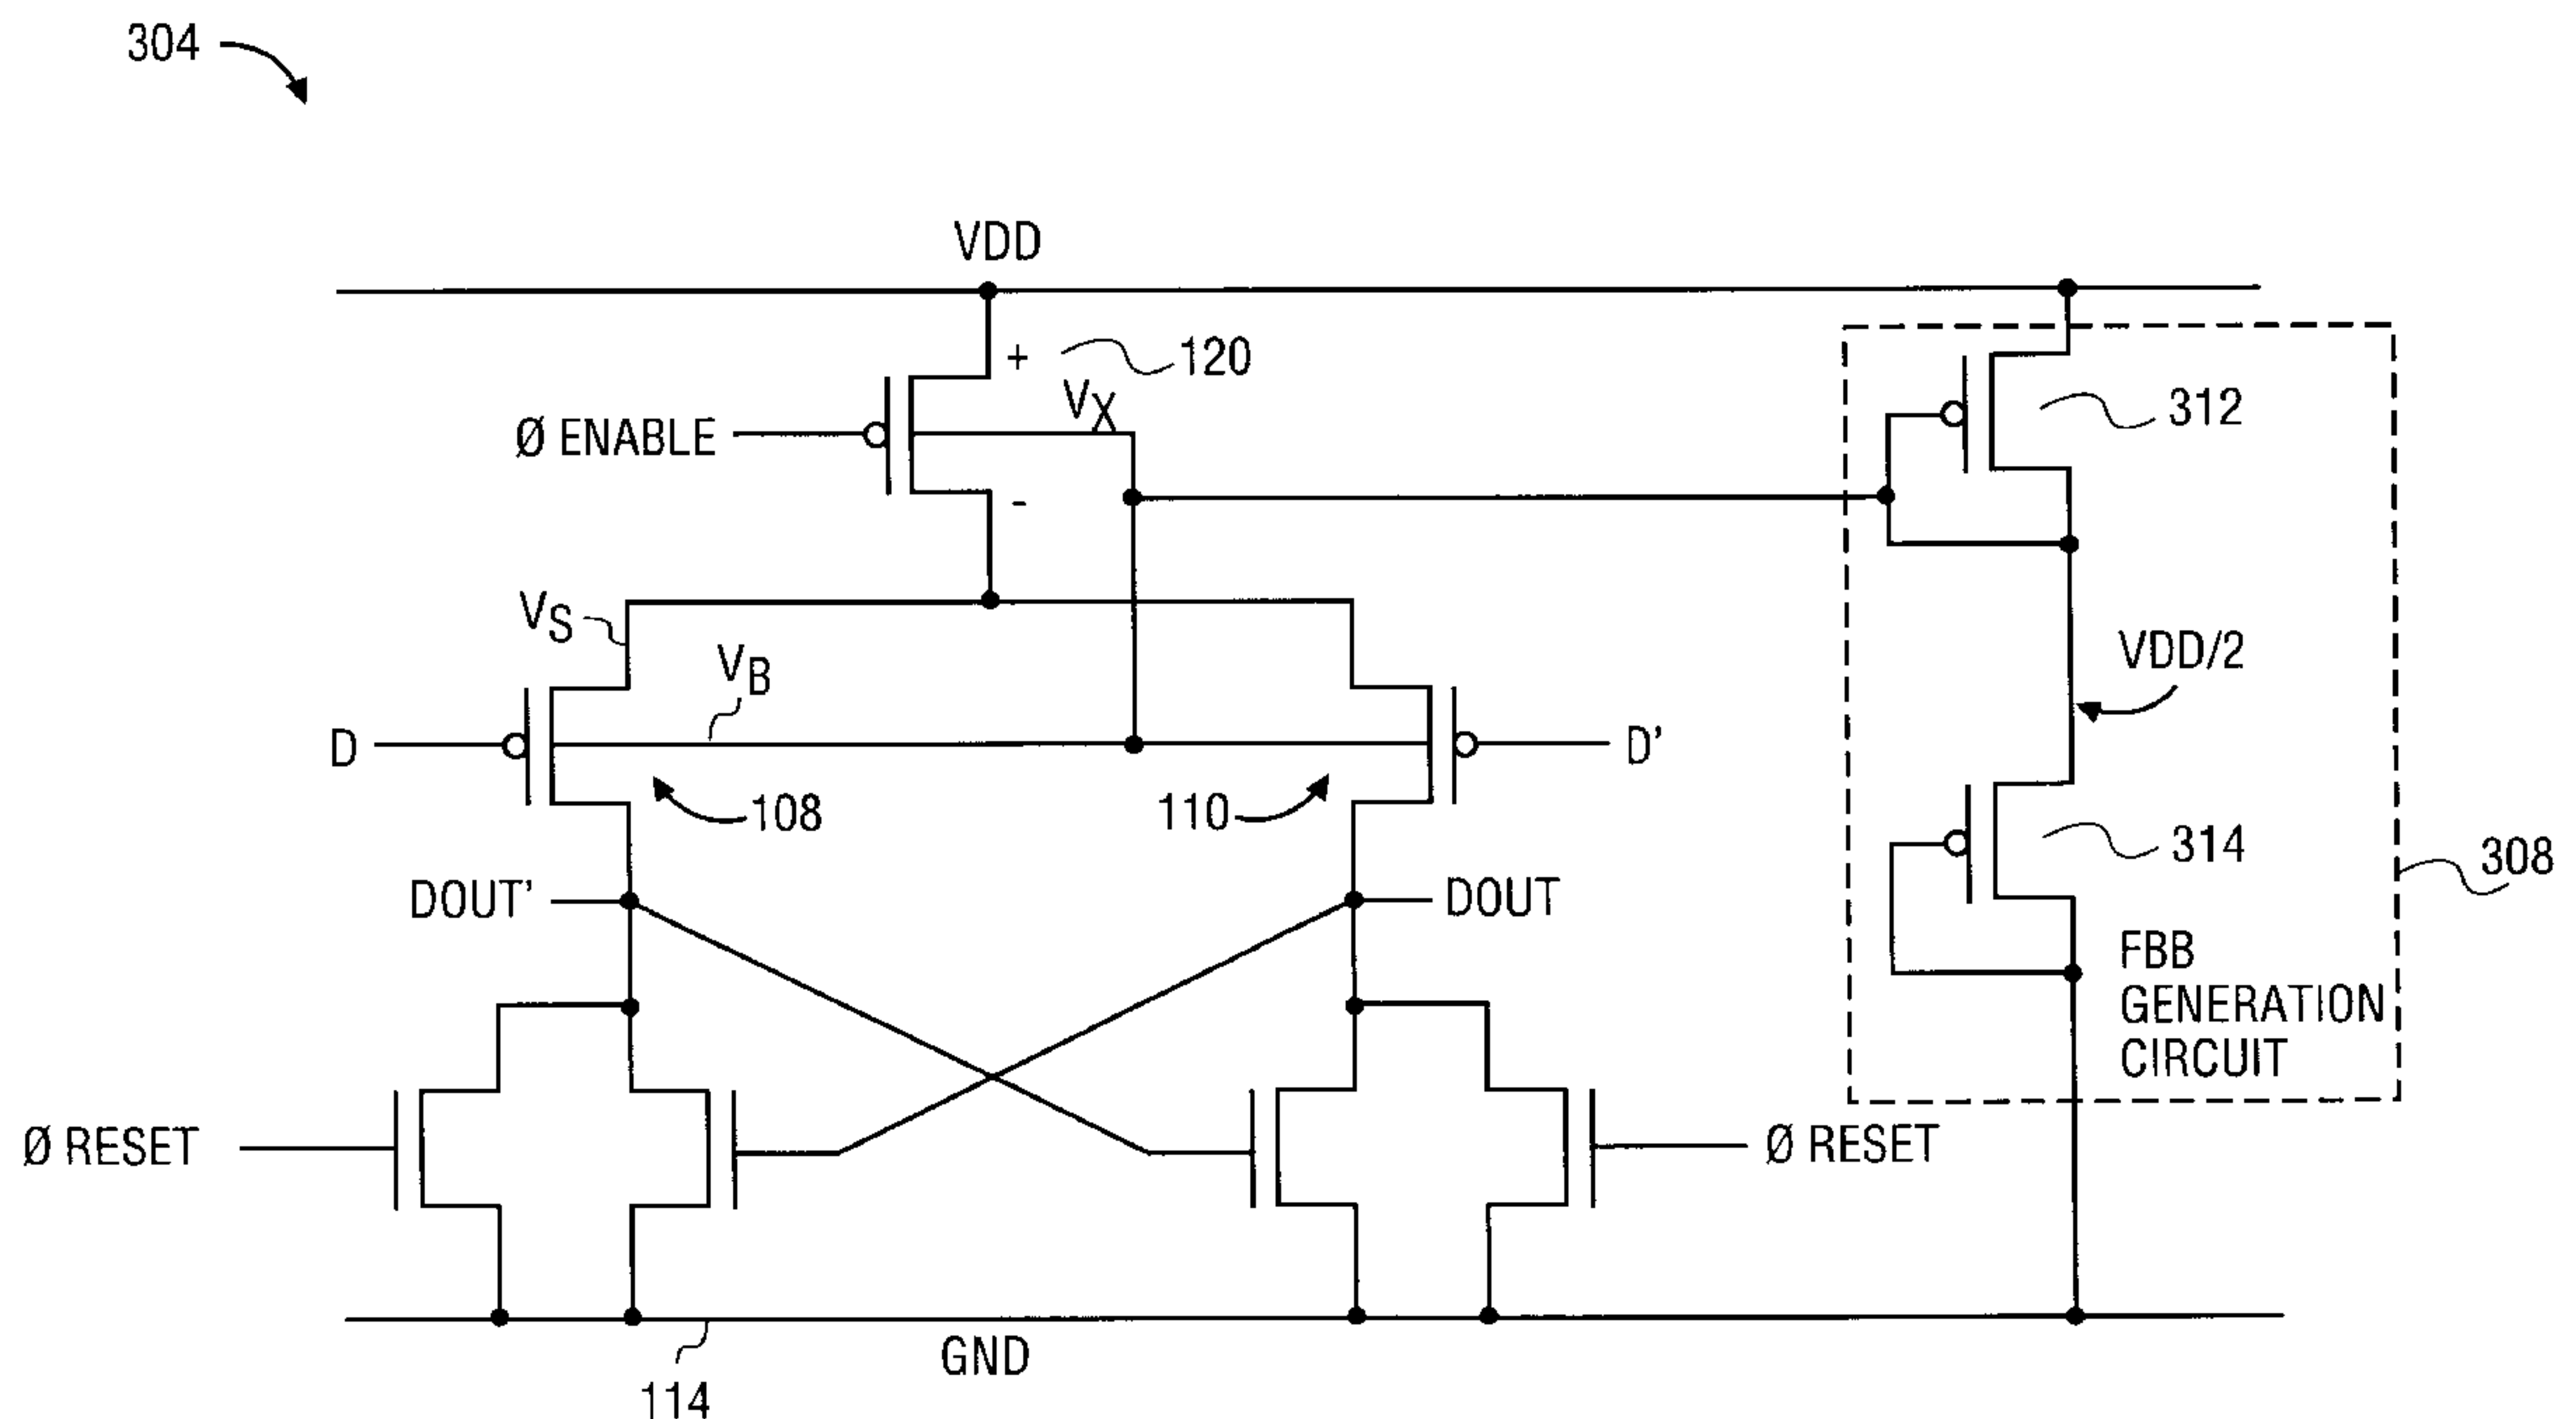 304
VDD
+
120
VX
Ø ENABLE
312
-
VS
VB
VDD/2
D
D'
108
110
314
308
DOUT'
DOUT
FBB
GENERATION
CIRCUIT
Ø RESET
Ø RESET
GND
114